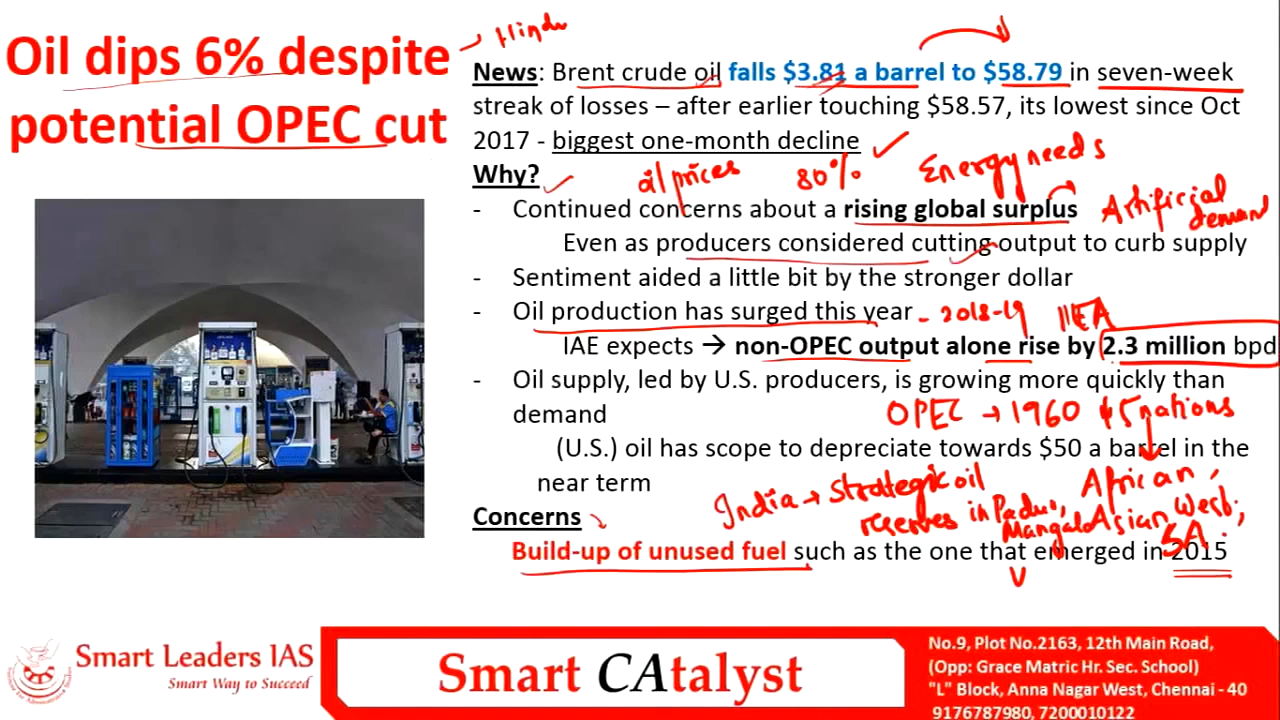 Oil dips 6% despite
potential OPEC cut
Hindu
News: Brent crude oil falls $3.81 a barrel to $58.79 in seven-week
streak of losses – after earlier touching $58.57, its lowest since Oct
2017 - biggest one-month decline
Why?
oil prices 80% Energy needs
- Continued concerns about a rising global surplus
Artificial
demand
Even as producers considered cutting output to curb supply
- Sentiment aided a little bit by the stronger dollar
- Oil production has surged this year - 2018-19 IEA
IAE expects → non-OPEC output alone rise by 2.3 million bpd
- Oil supply, led by U.S. producers, is growing more quickly than
demand
OPEC → 1960 15 nations
(U.S.) oil has scope to depreciate towards $50 a barrel in the
near term
India → strategic oil
reserves in Padur,
Mangal
V
African,
Asian West;
SA
Concerns
Build-up of unused fuel such as the one that emerged in 2015
Smart Leaders IAS
Smart Way to Succeed
Smart CAtalyst
No.9, Plot No.2163, 12th Main Road,
(Opp: Grace Matric Hr. Sec. School)
"L" Block, Anna Nagar West, Chennai - 40
9176787980, 7200010122